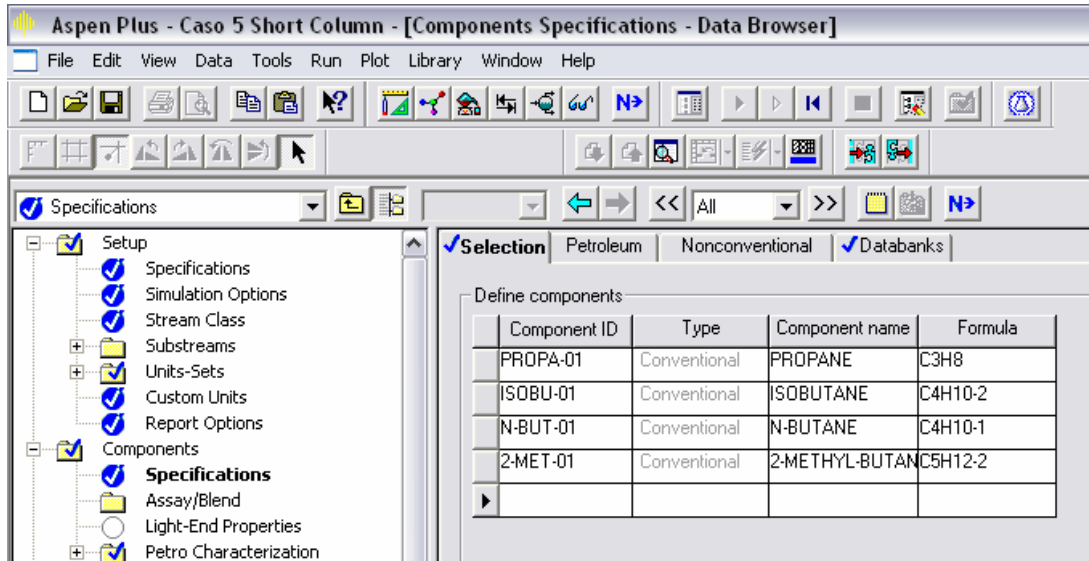 Aspen Plus - Caso 5 Short Column - [Components Specifications - Data Browser]
File Edit View Data Tools Run Plot Library Window Help
N
Specifications << All >> N
Setup
Specifications
Simulation Options
Stream Class
Substreams
Units-Sets
Custom Units
Report Options
Components
Specifications
Assay/Blend
Light-End Properties
Petro Characterization
Selection Petroleum Nonconventional Databanks
Define components
Component ID Type Component name Formula
PROPA-01 Conventional PROPANE C3H8
ISOBU-01 Conventional ISOBUTANE C4H10-2
N-BUT-01 Conventional N-BUTANE C4H10-1
2-MET-01 Conventional 2-METHYL-BUTAN C5H12-2